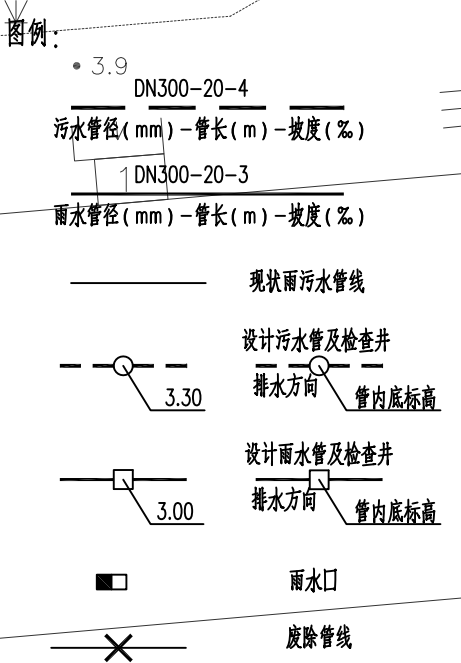 图例:
3.9
DN300-20-4
污水管径(mm)-管长(m)-坡度(‰)
1
DN300-20-3
雨水管径(mm)-管长(m)-坡度(‰)
现状雨污水管线
设计污水管及检查井
3.30
排水方向
管内底标高
设计雨水管及检查井
3.00
排水方向
管内底标高
雨水口
废除管线